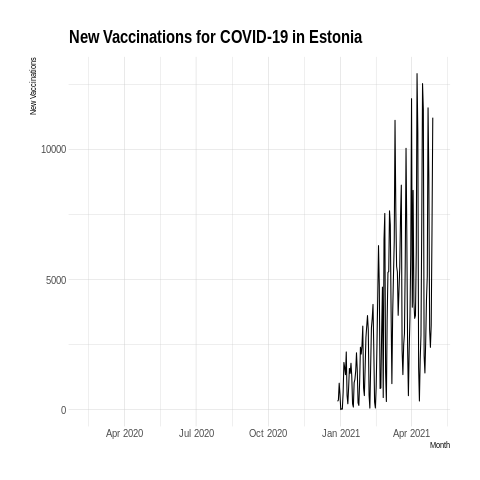 New Vaccinations for COVID-19 in Estonia
New Vaccinations
10000
5000
0
Apr 2020 Jul 2020 Oct 2020 Jan 2021 Apr 2021
Month